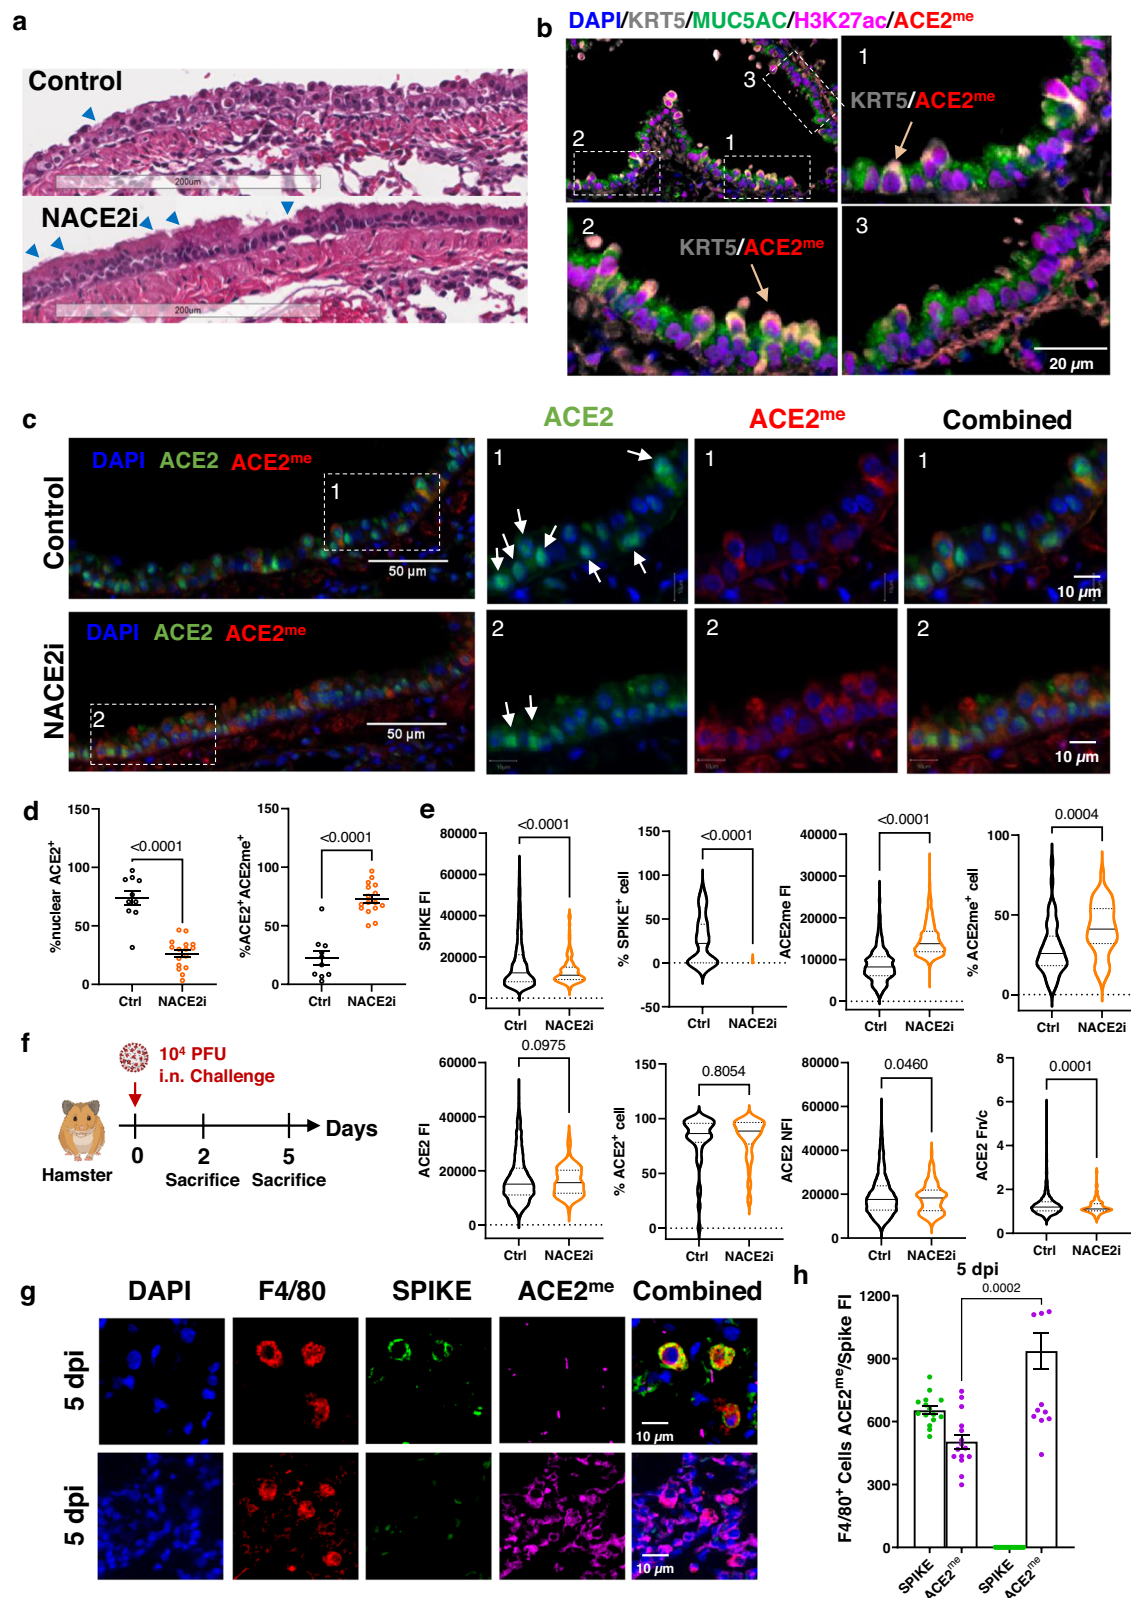 a
Control
200um
NACE2i
200um
b
DAPI/KRT5/MUC5AC/H3K27ac/ACE2me
3
2
1
1
KRT5/ACE2me
2
KRT5/ACE2me
3
20 µm
c
ACE2
ACE2me
Combined
Control
DAPI ACE2 ACE2me
1
50 µm
1
1
10 µm
NACE2i
DAPI ACE2 ACE2me
2
50 µm
2
2
10 µm
d
%nuclear ACE2+
150
100
50
0
<0.0001
Ctrl NACE2i
%ACE2+ ACE2me+
150
100
50
0
<0.0001
Ctrl NACE2i
e
SPIKE FI
80000
60000
40000
20000
0
<0.0001
Ctrl NACE2i
% SPIKE+ cell
150
100
50
0
-50
<0.0001
Ctrl NACE2i
ACE2me FI
40000
30000
20000
10000
0
<0.0001
Ctrl NACE2i
% ACE2me+ cell
100
50
0
0.0004
Ctrl NACE2i
ACE2 FI
60000
40000
20000
0
0.0975
Ctrl NACE2i
% ACE2+ cell
150
100
50
0
0.8054
Ctrl NACE2i
ACE2 NFI
80000
60000
40000
20000
0
0.0460
Ctrl NACE2i
ACE2 Fn/c
8
6
4
2
0
0.0001
Ctrl NACE2i
f
10⁴ PFU
i.n. Challenge
Days
0 2 5
Hamster
Sacrifice Sacrifice
g
DAPI F4/80 SPIKE ACE2me Combined
5 dpi
10 µm
5 dpi
10 µm
h
5 dpi
0.0002
F4/80+ Cells ACE2me/Spike FI
1200
900
600
300
0
SPIKE
ACE2me
SPIKE
ACE2me